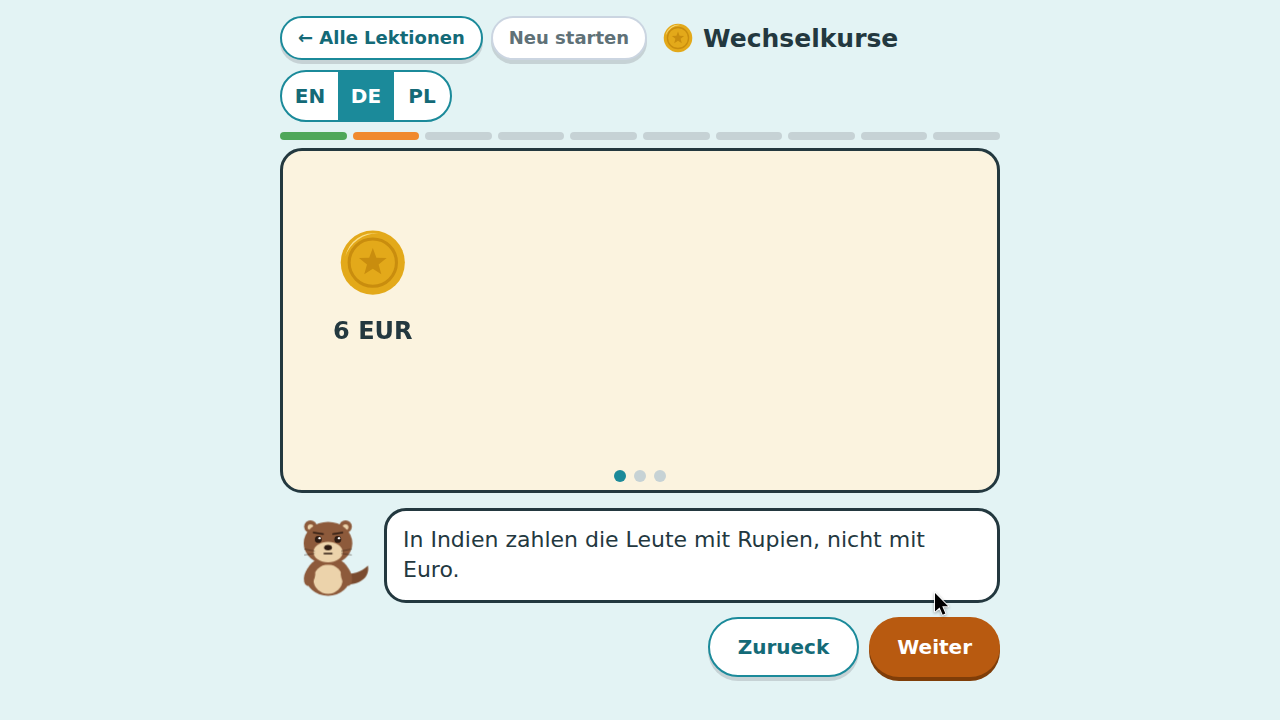 ← Alle Lektionen
Neu starten
Wechselkurse
EN DE PL
6 EUR
In Indien zahlen die Leute mit Rupien, nicht mit
Euro.
Zurueck
Weiter